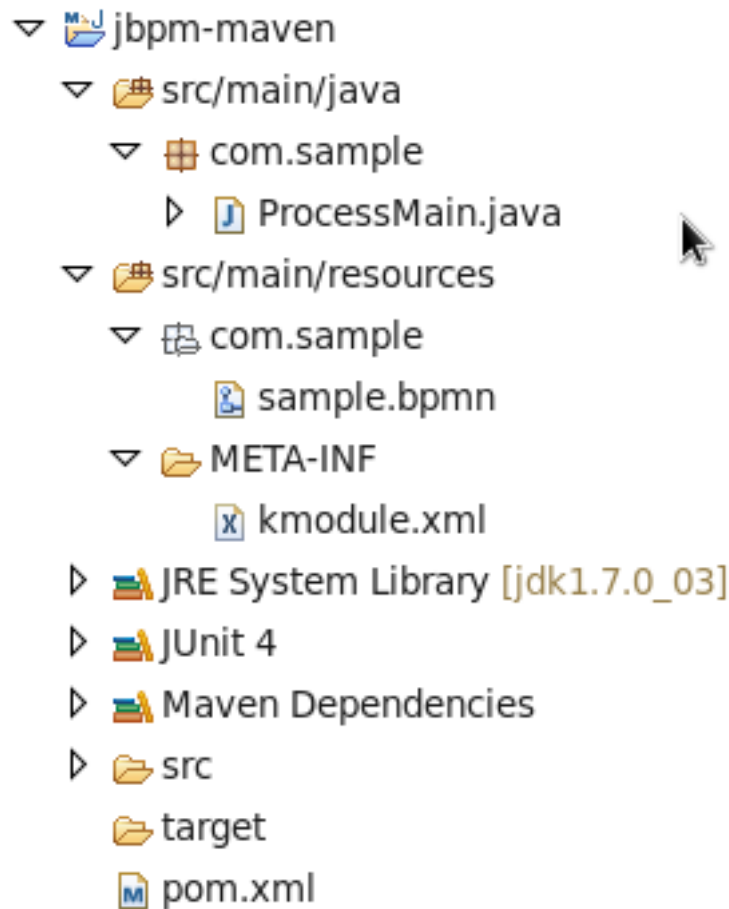 jbpm-maven
src/main/java
com.sample
ProcessMain.java
src/main/resources
com.sample
sample.bpmn
META-INF
kmodule.xml
JRE System Library [jdk1.7.0_03]
JUnit 4
Maven Dependencies
src
target
pom.xml